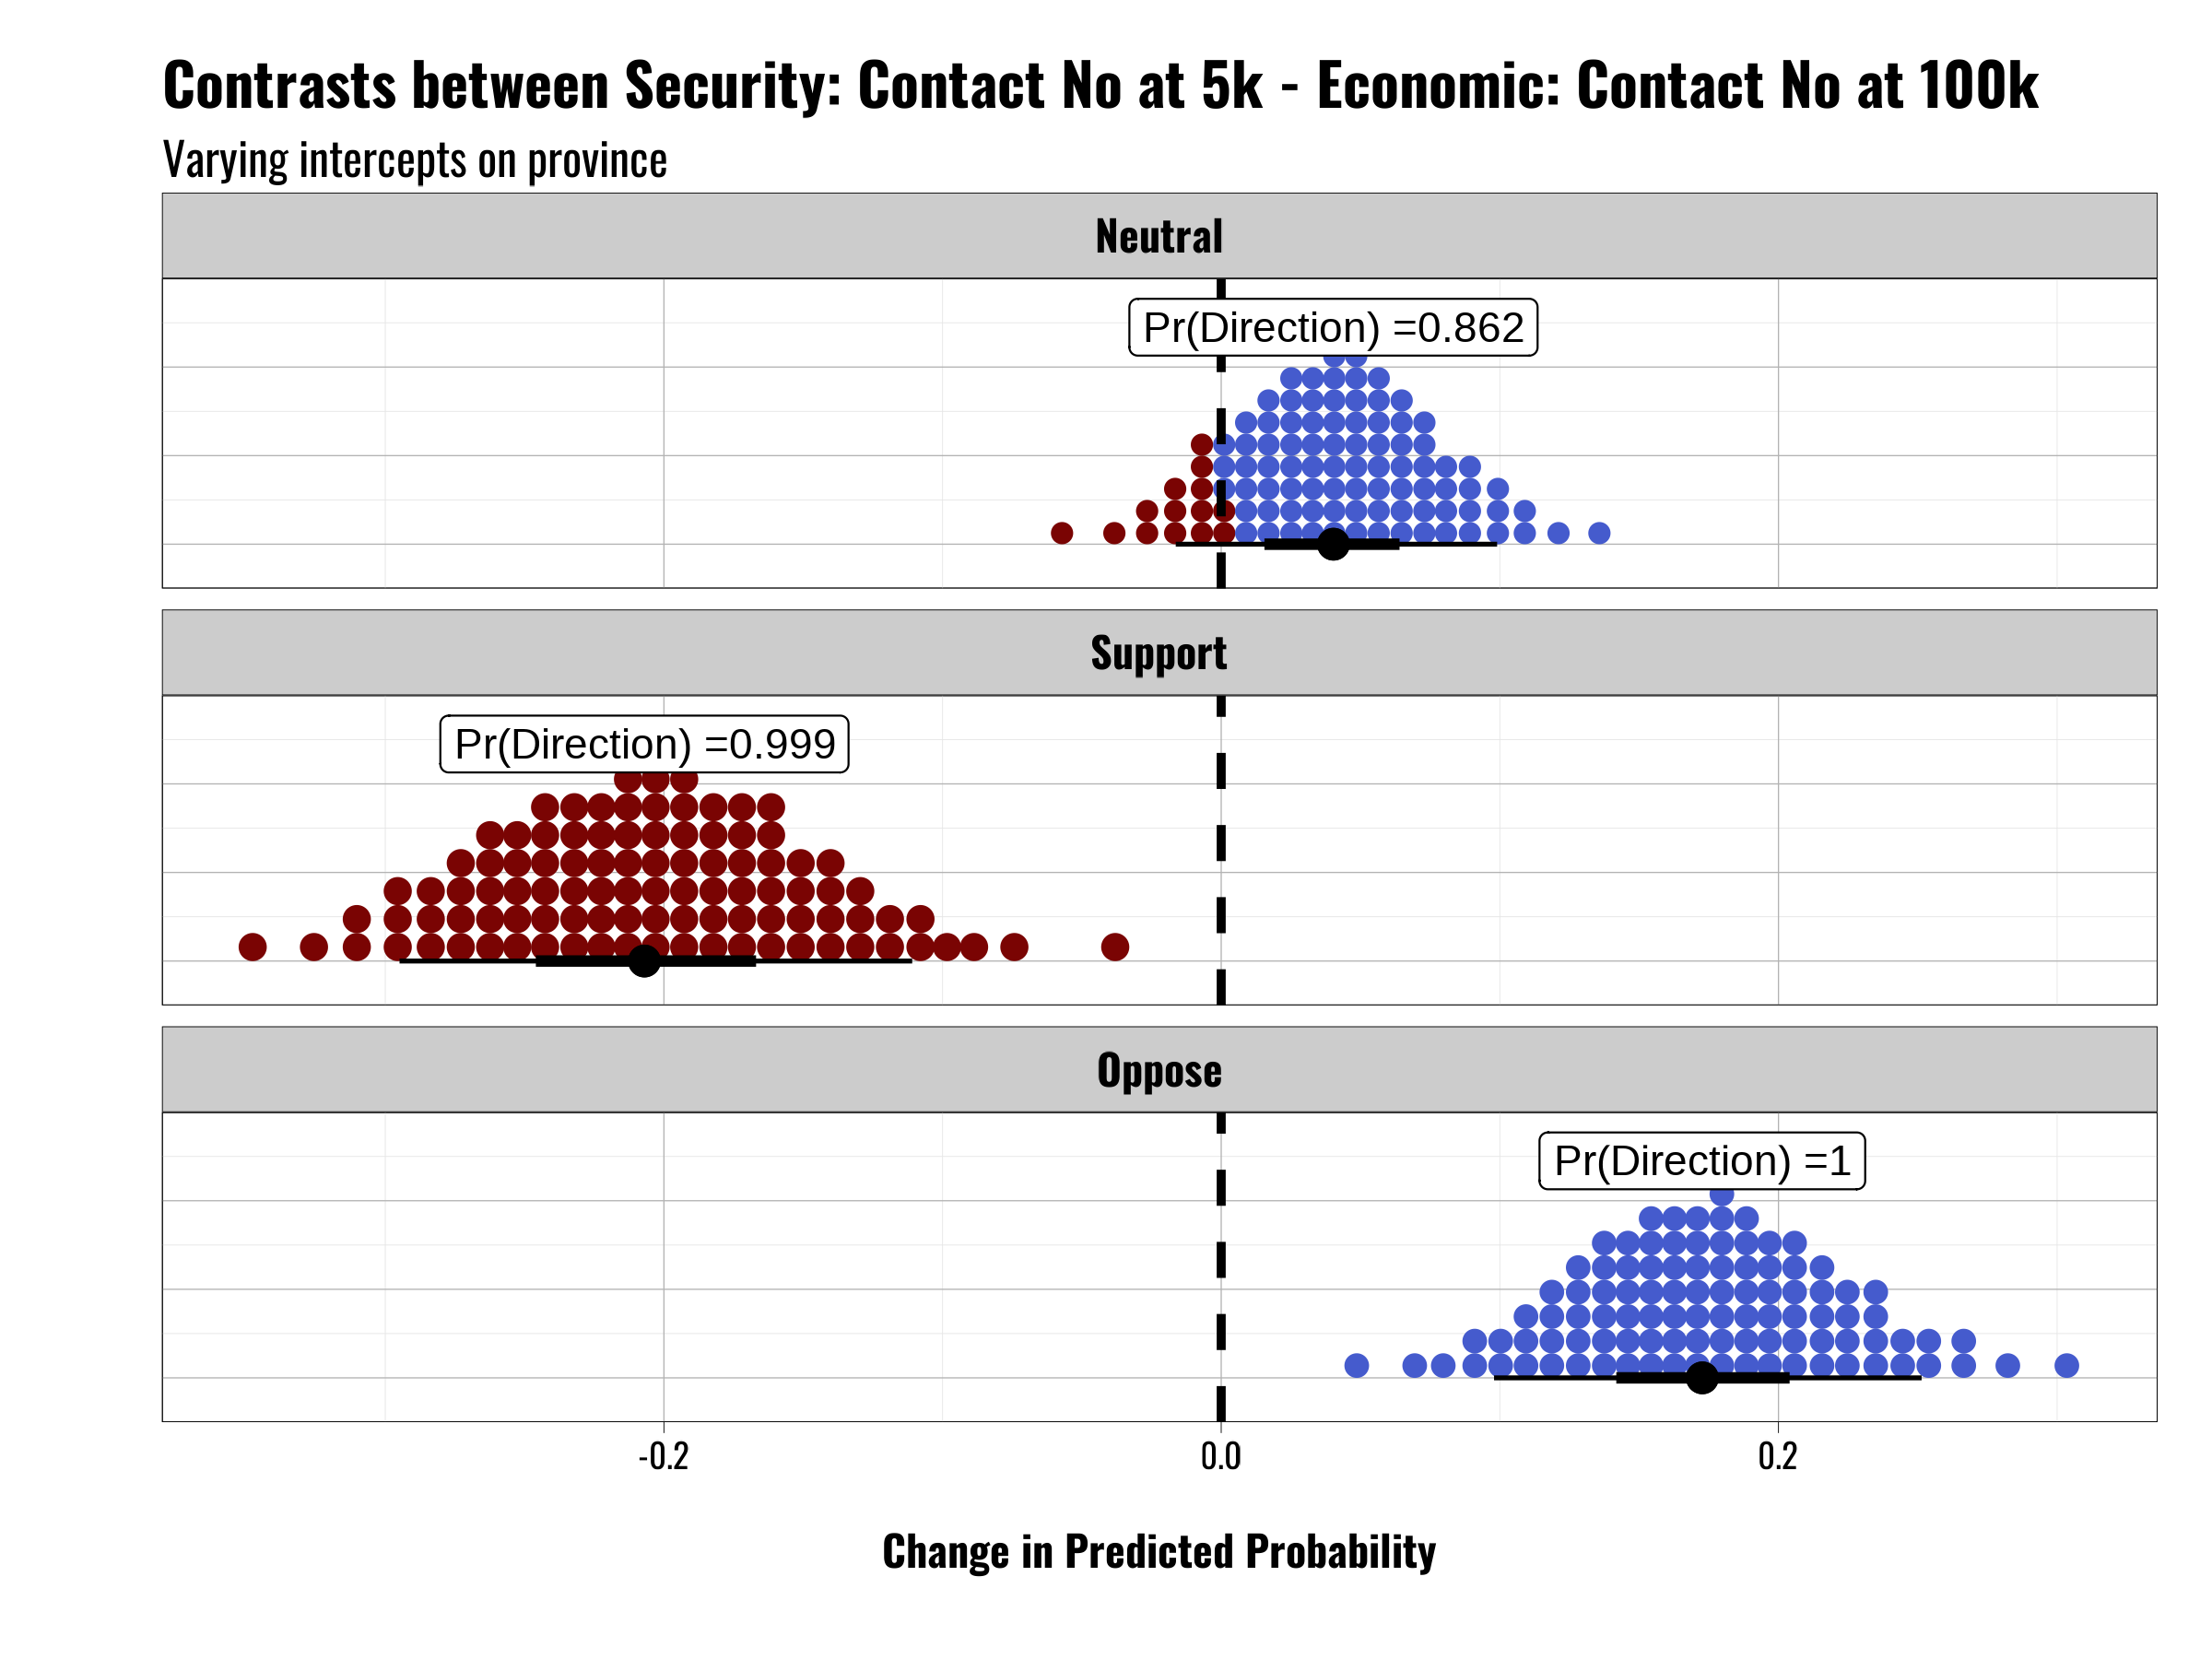 Contrasts between Security: Contact No at 5k - Economic: Contact No at 100k
Varying intercepts on province
Neutral
Pr(Direction) =0.862
Support
Pr(Direction) =0.999
Oppose
Pr(Direction) =1
-0.2 0.0 0.2
Change in Predicted Probability